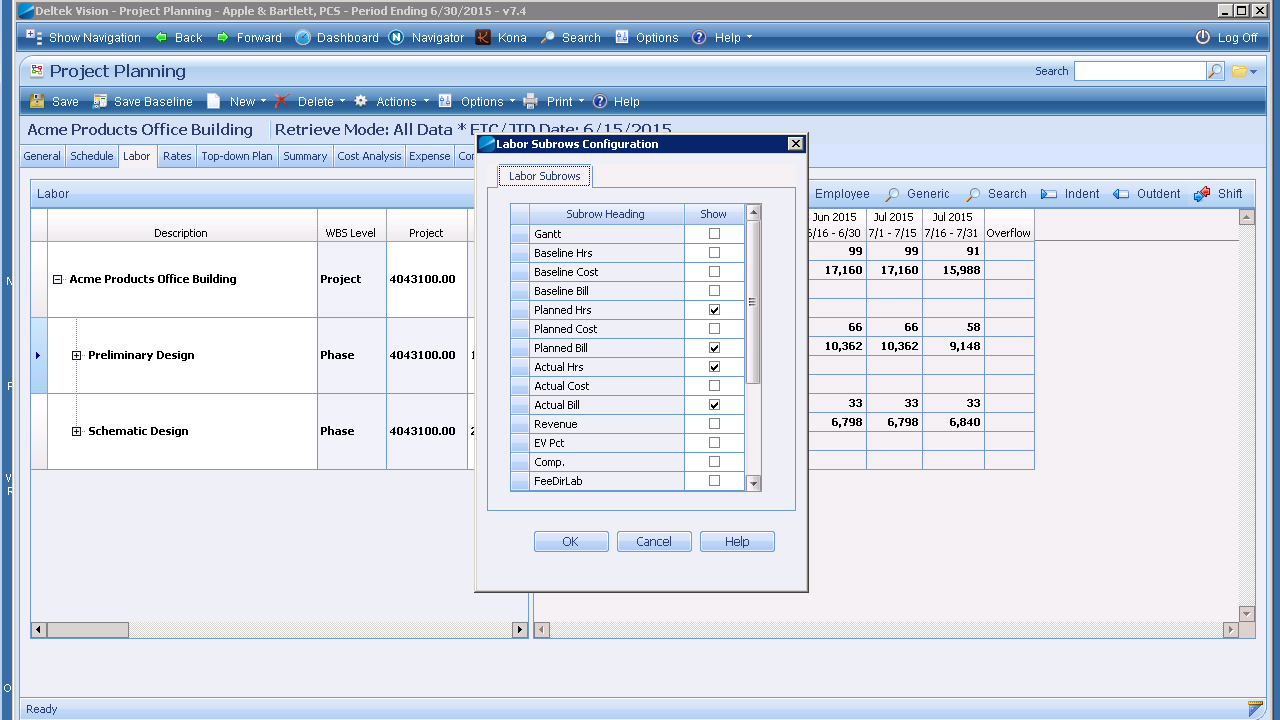 Deltek Vision - Project Planning - Apple & Bartlett, PCS - Period Ending 6/30/2015 - v7.4
Show Navigation Back Forward Dashboard Navigator Kona Search Options Help Log Off
Project Planning Search
Save Save Baseline New Delete Actions Options Print Help
Acme Products Office Building Retrieve Mode: All Data * ETC/JTD Date: 6/15/2015
General Schedule Labor Rates Top-down Plan Summary Cost Analysis Expense
Labor Employee Generic Search Indent Outdent Shift
Description WBS Level Project Jun 2015 Jul 2015 Jul 2015 Overflow
6/16 - 6/30 7/1 - 7/15 7/16 - 7/31
Acme Products Office Building Project 4043100.00
99 99 91
17,160 17,160 15,988
Preliminary Design Phase 4043100.00
66 66 58
10,362 10,362 9,148
Schematic Design Phase 4043100.00
33 33 33
6,798 6,798 6,840
Labor Subrows Configuration
Labor Subrows
Subrow Heading Show
Gantt
Baseline Hrs
Baseline Cost
Baseline Bill
Planned Hrs
Planned Cost
Planned Bill
Actual Hrs
Actual Cost
Actual Bill
Revenue
EV Pct
Comp.
FeeDirLab
OK Cancel Help
Ready